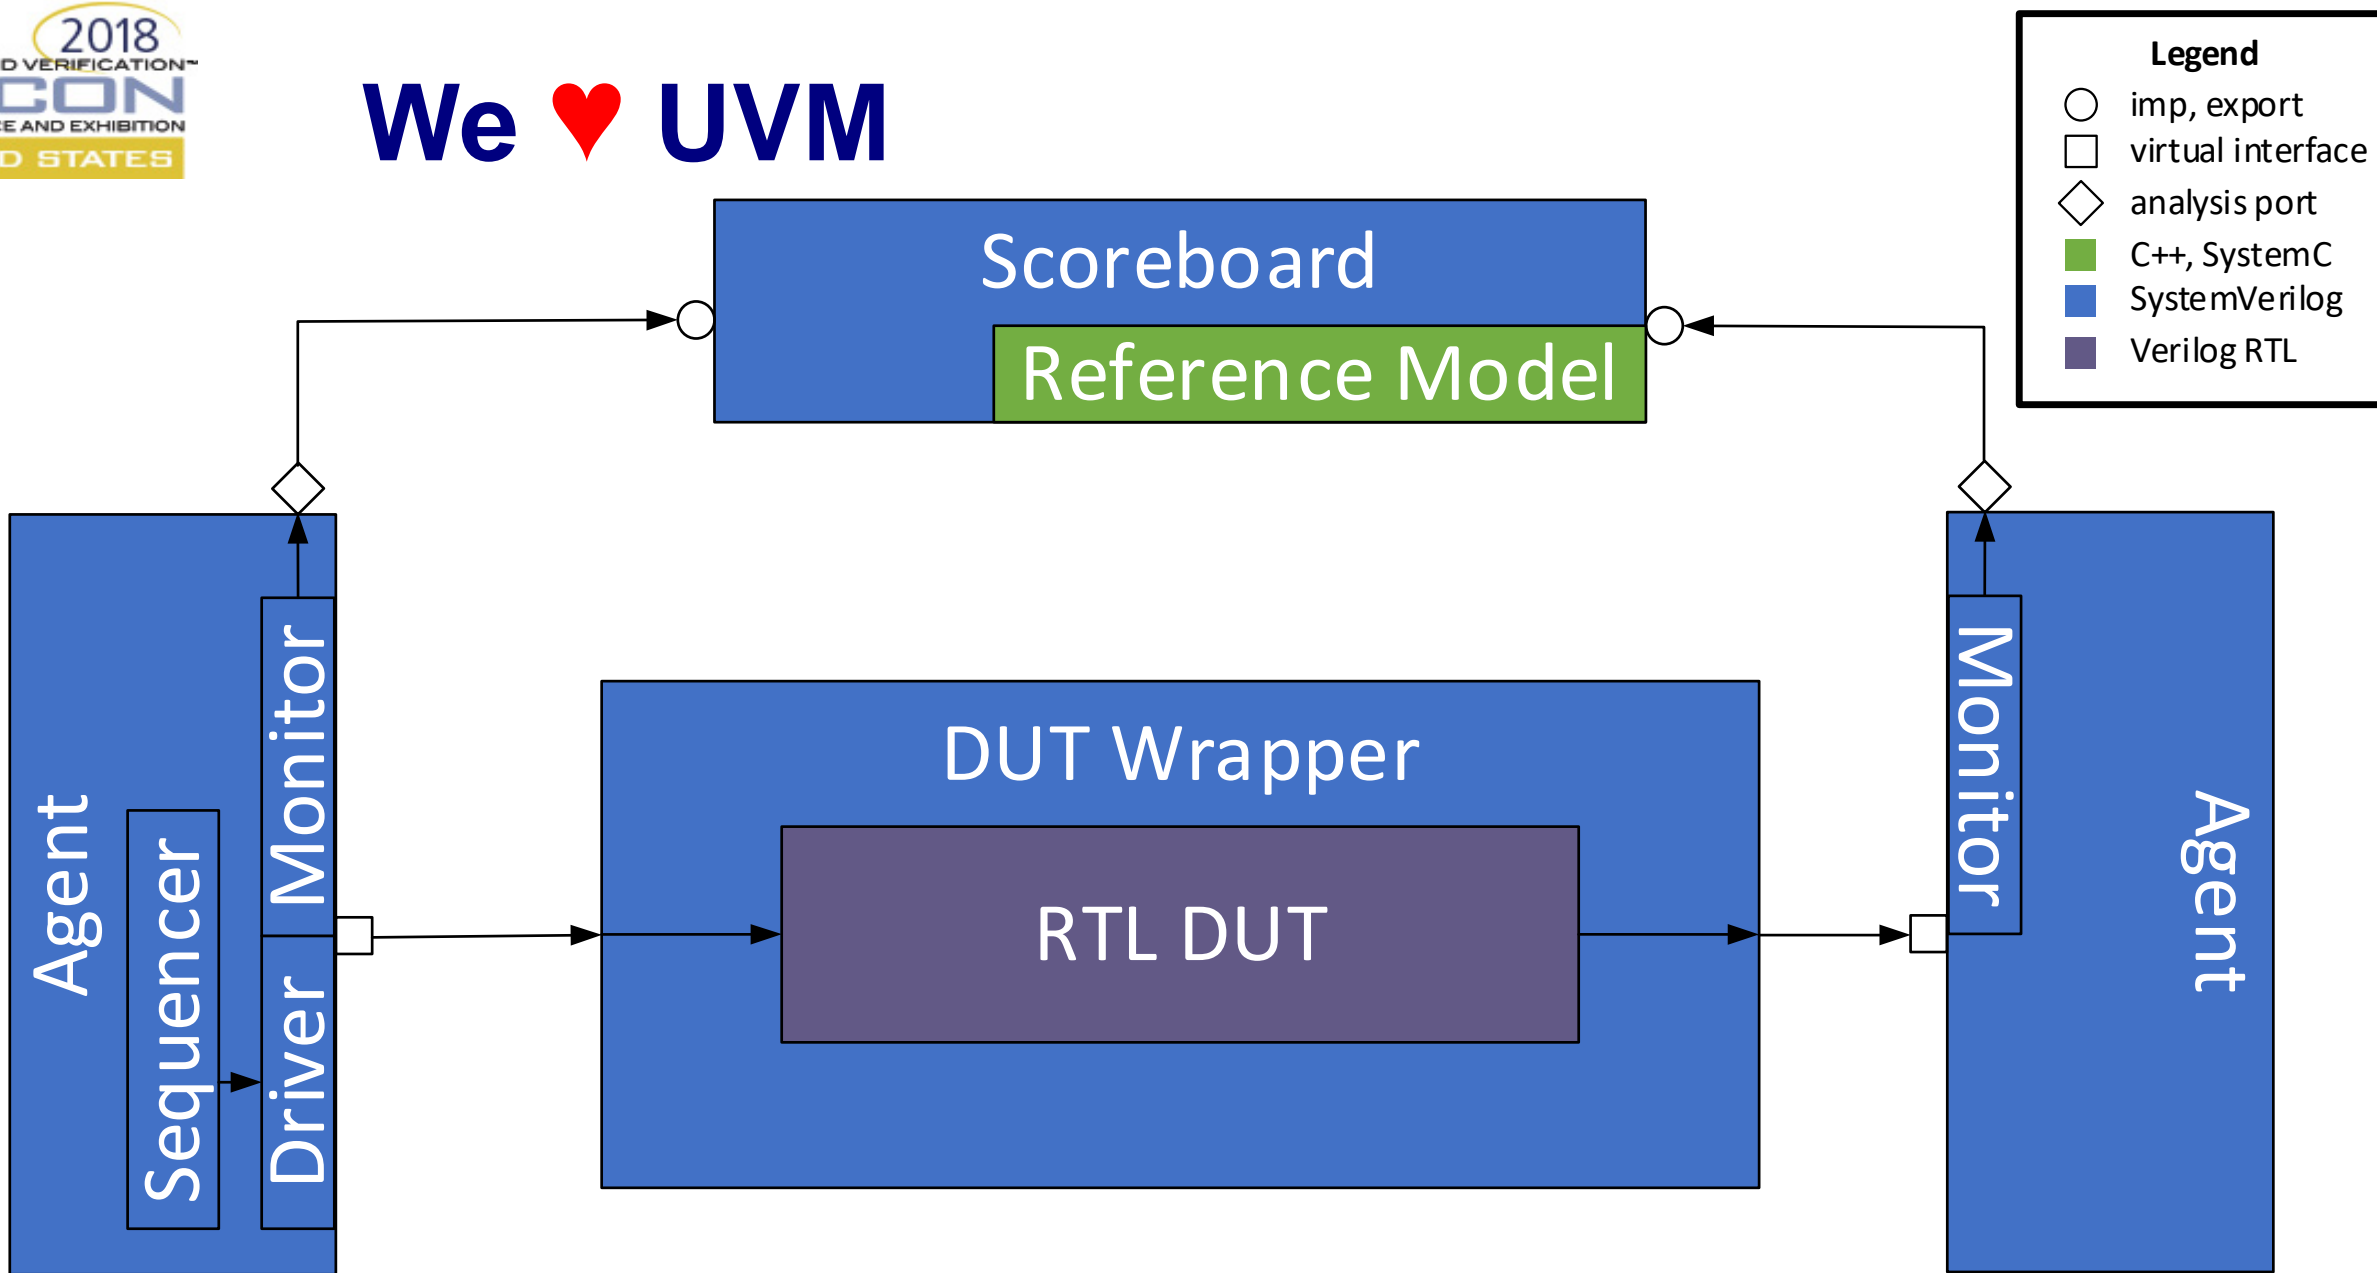 2018
D VERIFICATION™
CON
CE AND EXHIBITION
D STATES
We ♥ UVM
Legend
imp, export
virtual interface
analysis port
C++, SystemC
SystemVerilog
Verilog RTL
Scoreboard
Reference Model
Agent
Sequencer
Monitor
Driver
DUT Wrapper
RTL DUT
Monitor
Agent